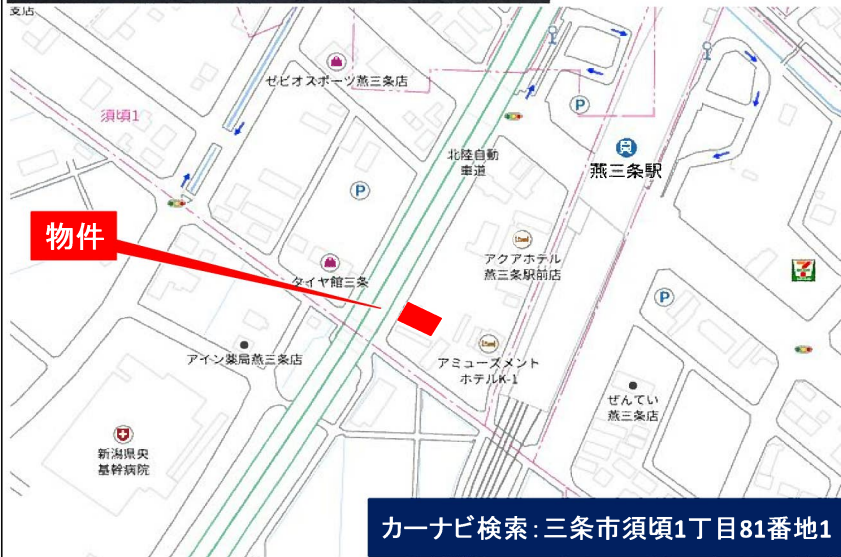 支店
ゼビオスポーツ燕三条店
須頃1
P
北陸自動
車道
燕三条駅
P
物件
アクアホテル
燕三条駅前店
タイヤ館三条
P
アイン薬局燕三条店
アミューズメント
ホテルK-1
ぜんてい
燕三条店
新潟県央
基幹病院
カーナビ検索：三条市須頃1丁目81番地1